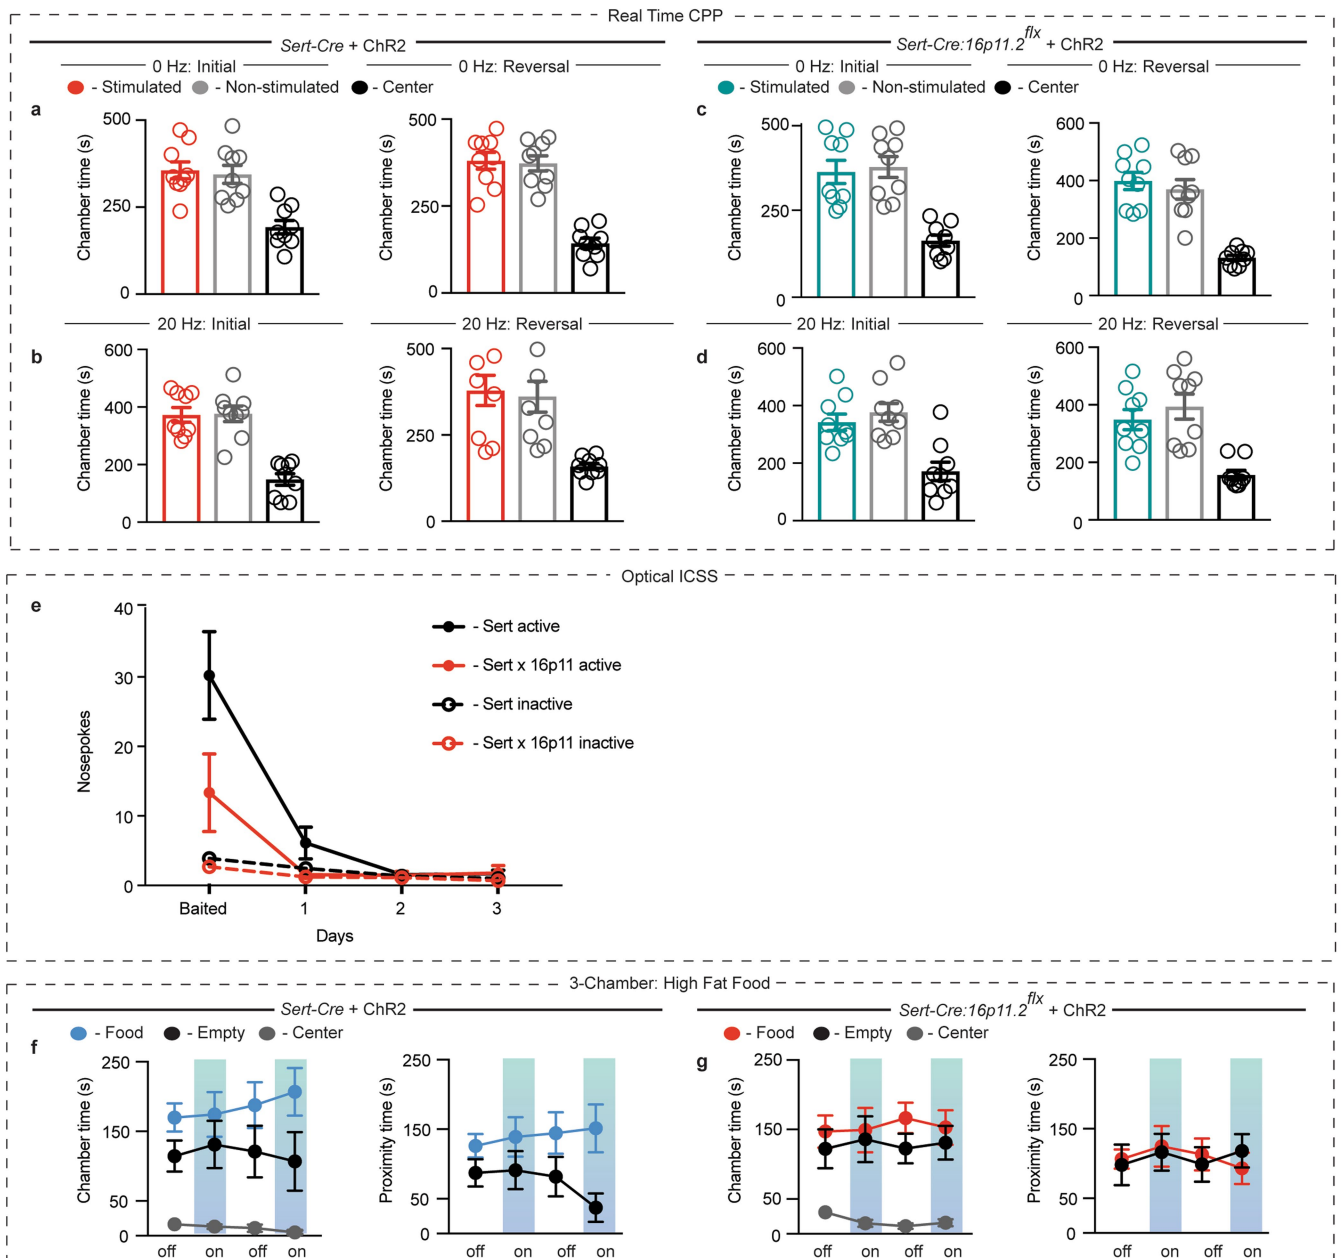 Real Time CPP
Sert-Cre + ChR2
Sert-Cre:16p11.2flx + ChR2
0 Hz: Initial
0 Hz: Reversal
0 Hz: Initial
0 Hz: Reversal
- Stimulated - Non-stimulated - Center
- Stimulated - Non-stimulated - Center
a
Chamber time (s)
500
250
0
Chamber time (s)
500
250
0
c
Chamber time (s)
500
250
0
Chamber time (s)
600
400
200
0
20 Hz: Initial
20 Hz: Reversal
20 Hz: Initial
20 Hz: Reversal
b
Chamber time (s)
600
400
200
0
Chamber time (s)
500
250
0
d
Chamber time (s)
600
400
200
0
Chamber time (s)
600
400
200
0
Optical ICSS
e
Nosepokes
40
30
20
10
0
- Sert active
- Sert x 16p11 active
- Sert inactive
- Sert x 16p11 inactive
Baited 1 2 3
Days
3-Chamber: High Fat Food
Sert-Cre + ChR2
Sert-Cre:16p11.2flx + ChR2
- Food - Empty - Center
- Food - Empty - Center
f
Chamber time (s)
250
150
50
0
off on off on
Proximity time (s)
250
150
50
0
off on off on
g
Chamber time (s)
250
150
50
0
off on off on
Proximity time (s)
250
150
50
0
off on off on